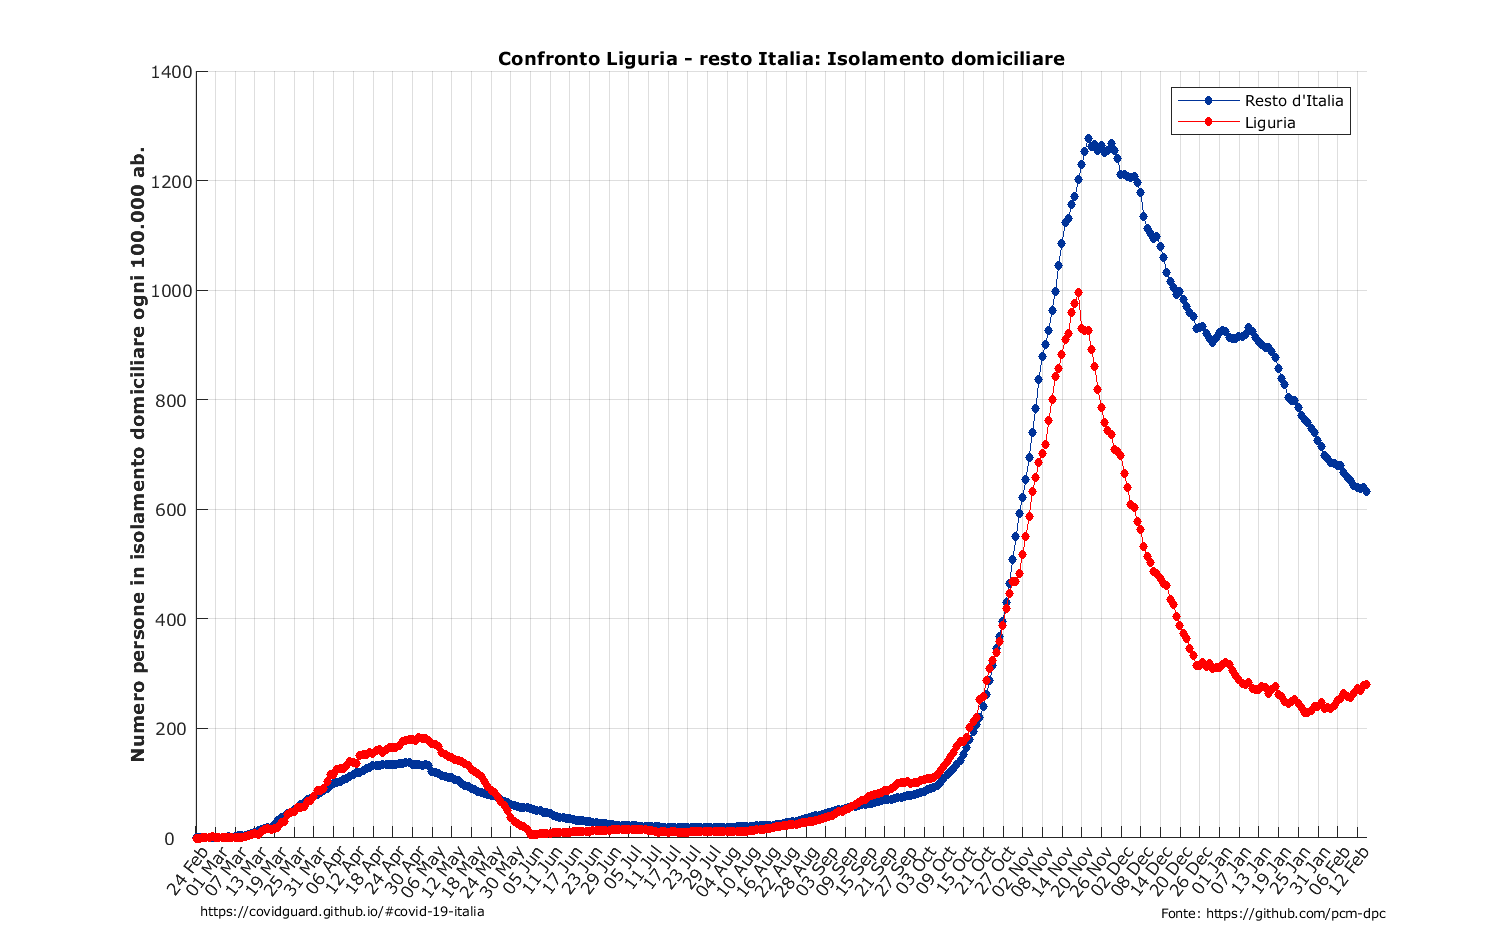 Confronto Liguria - resto Italia: Isolamento domiciliare
Numero persone in isolamento domiciliare ogni 100.000 ab.
1400
1200
1000
800
600
400
200
0
Resto d'Italia
Liguria
24 Feb
01 Mar
07 Mar
13 Mar
19 Mar
25 Mar
31 Mar
06 Apr
12 Apr
18 Apr
24 Apr
30 Apr
06 May
12 May
18 May
24 May
30 May
05 Jun
11 Jun
17 Jun
23 Jun
29 Jun
05 Jul
11 Jul
17 Jul
23 Jul
29 Jul
04 Aug
10 Aug
16 Aug
22 Aug
28 Aug
03 Sep
09 Sep
15 Sep
21 Sep
27 Sep
03 Oct
09 Oct
15 Oct
21 Oct
27 Oct
02 Nov
08 Nov
14 Nov
20 Nov
26 Nov
02 Dec
08 Dec
14 Dec
20 Dec
26 Dec
01 Jan
07 Jan
13 Jan
19 Jan
25 Jan
31 Jan
06 Feb
12 Feb
https://covidguard.github.io/#covid-19-italia
Fonte: https://github.com/pcm-dpc